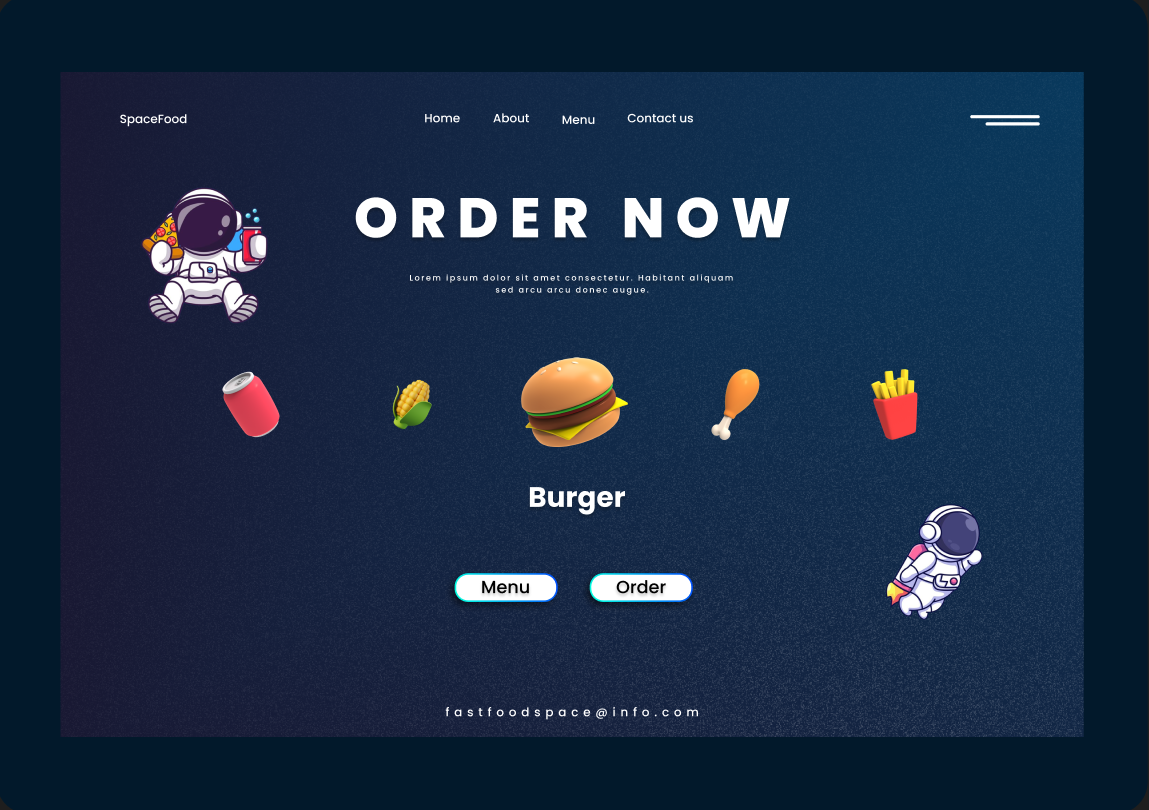 SpaceFood
Home About Menu Contact us
ORDER NOW
Lorem ipsum dolor sit amet consectetur. Habitant aliquam
sed arcu arcu donec augue.
Burger
Menu Order
fastfoodspace@info.com